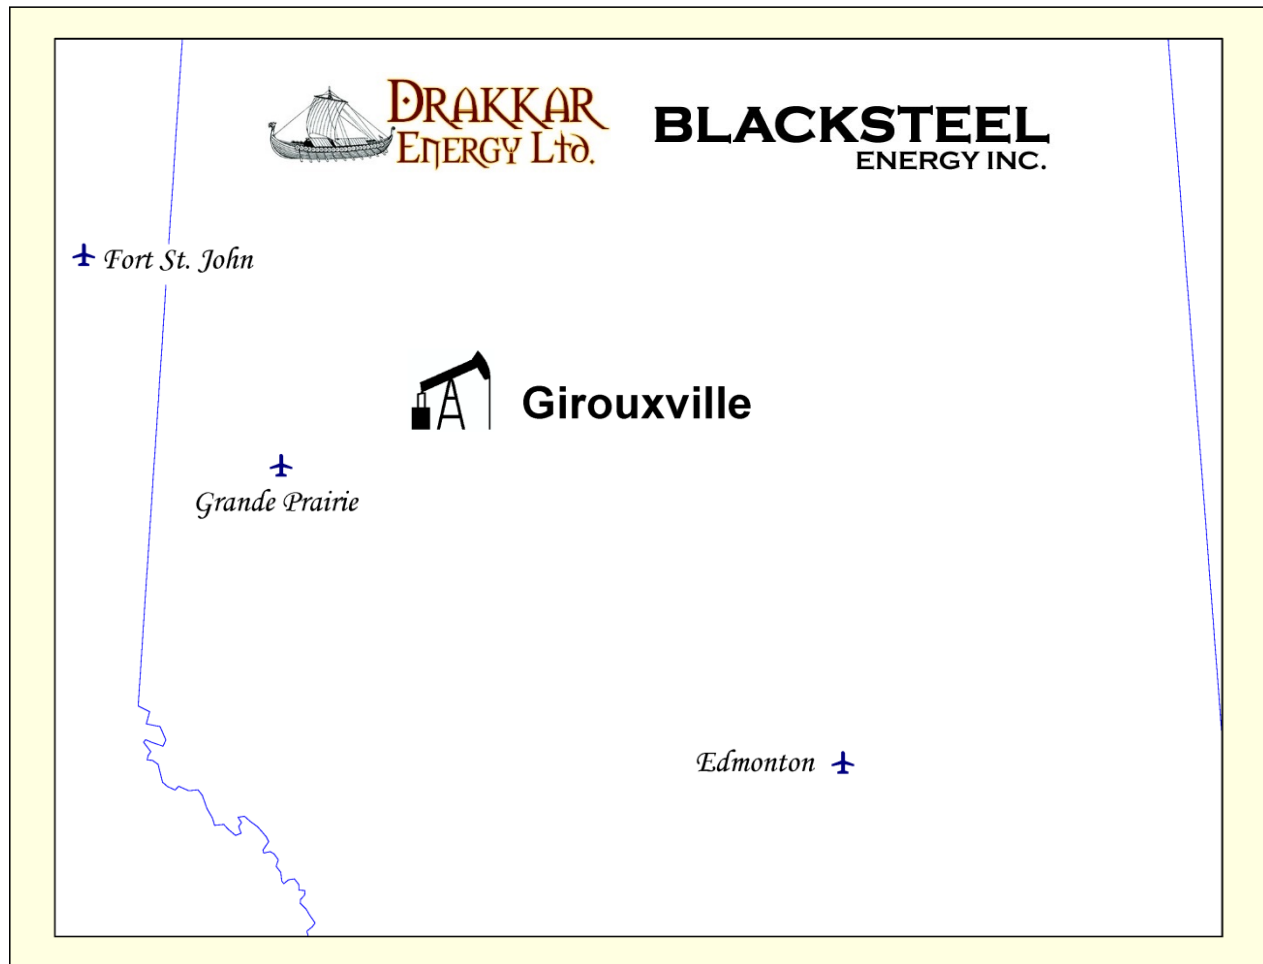 DRAKKAR
ENERGY LTD.
BLACKSTEEL
ENERGY INC.
Fort St. John
Girouxville
Grande Prairie
Edmonton